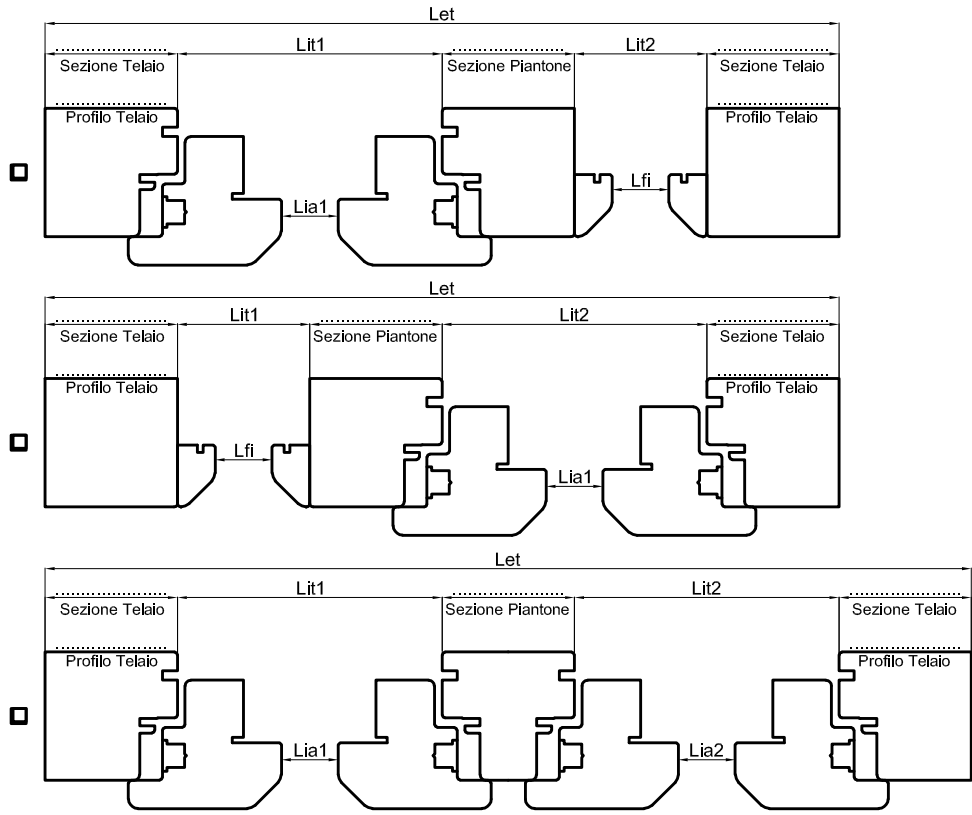 Let
Lit1 Lit2
Sezione Telaio Sezione Piantone Sezione Telaio
Profilo Telaio Profilo Telaio
Lfi
Lia1
Let
Lit1 Lit2
Sezione Telaio Sezione Piantone Sezione Telaio
Profilo Telaio Profilo Telaio
Lfi
Lia1
Let
Lit1 Lit2
Sezione Telaio Sezione Piantone Sezione Telaio
Profilo Telaio Profilo Telaio
Lia1 Lia2